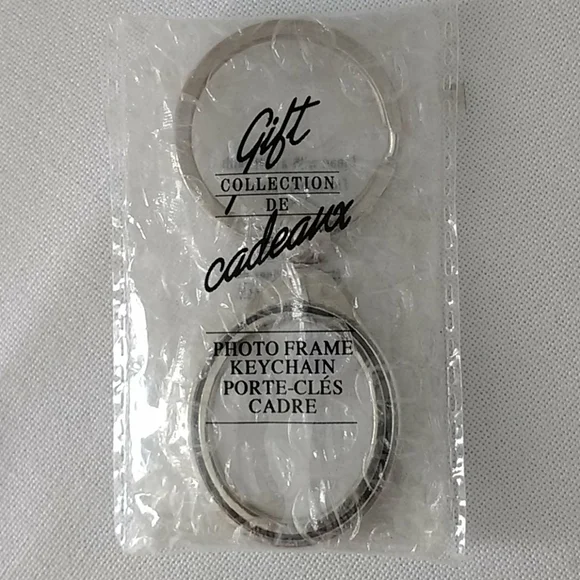 Gift
COLLECTION
DE
cadeaux
PHOTO FRAME
KEYCHAIN
PORTE-CLÉS
CADRE